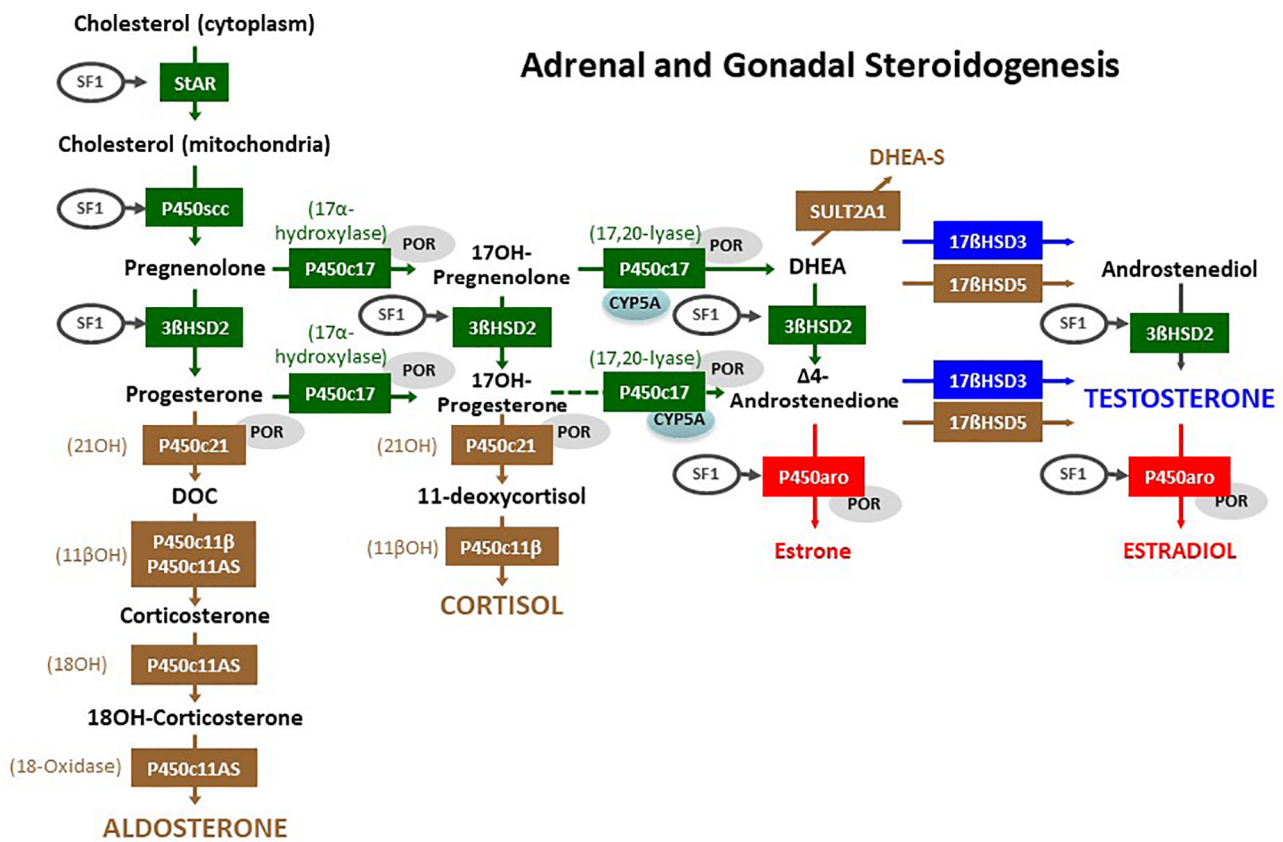 Cholesterol (cytoplasm)
Adrenal and Gonadal Steroidogenesis
SF1
StAR
Cholesterol (mitochondria)
DHEA-S
SF1
P450scc
(17α-
hydroxylase)
POR
P450c17
17OH-
Pregnenolone
(17,20-lyase)
POR
P450c17
CYP5A
SULT2A1
DHEA
17ßHSD3
17ßHSD5
Androstenediol
Pregnenolone
SF1
3ßHSD2
(17α-
hydroxylase)
POR
P450c17
SF1
3ßHSD2
(17,20-lyase)
POR
P450c17
CYP5A
SF1
3ßHSD2
SF1
3ßHSD2
Progesterone
17OH-
Progesterone
Δ4-
Androstenedione
17ßHSD3
17ßHSD5
TESTOSTERONE
(21OH)
P450c21
POR
(21OH)
P450c21
POR
SF1
P450aro
POR
SF1
P450aro
POR
DOC
11-deoxycortisol
Estrone
ESTRADIOL
(11βOH)
P450c11β
P450c11AS
(11βOH)
P450c11β
Corticosterone
CORTISOL
(18OH)
P450c11AS
18OH-Corticosterone
(18-Oxidase)
P450c11AS
ALDOSTERONE